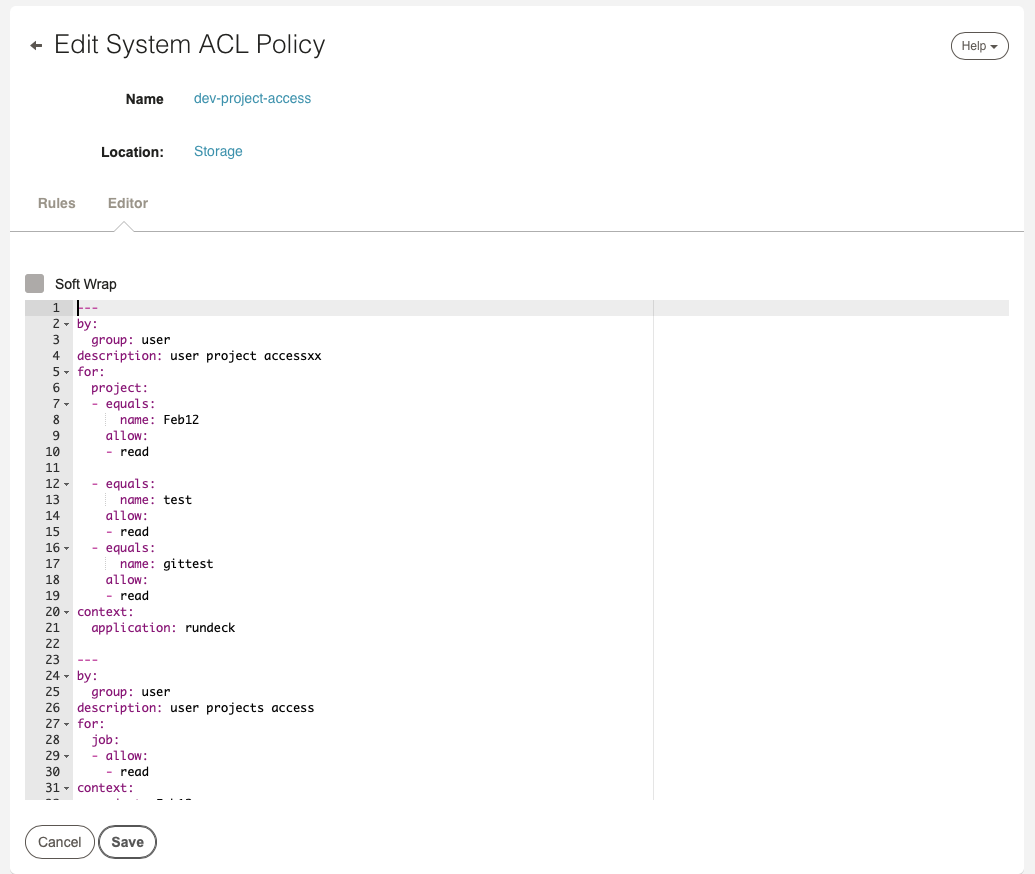 Edit System ACL Policy
Help
Name dev-project-access
Location: Storage
Rules Editor
Soft Wrap
1 ---
2 by:
3   group: user
4 description: user project accessxx
5 for:
6   project:
7   - equals:
8       name: Feb12
9     allow:
10     - read
11
12   - equals:
13       name: test
14     allow:
15     - read
16   - equals:
17       name: gittest
18     allow:
19     - read
20 context:
21   application: rundeck
22
23 ---
24 by:
25   group: user
26 description: user projects access
27 for:
28   job:
29   - allow:
30     - read
31 context:
Cancel Save